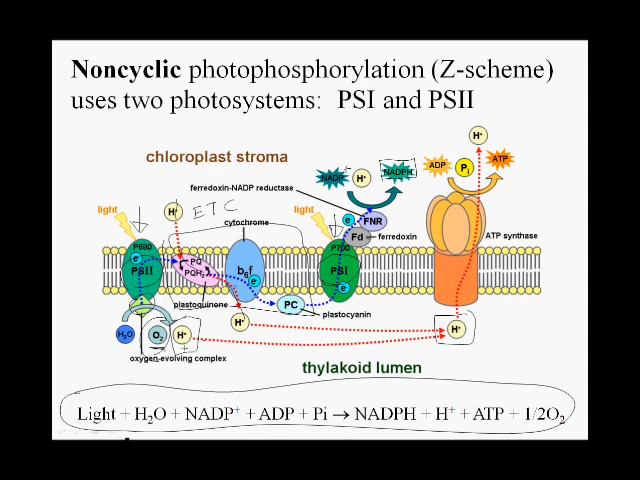 Noncyclic photophosphorylation (Z-scheme)
uses two photosystems: PSI and PSII
chloroplast stroma
H⁺
NADP⁺ H⁺ NADPH
ADP Pi ATP
ferredoxin-NADP reductase
light
H⁺
ETC
light
e⁻
FNR
cytochrome
Fd
ferredoxin
ATP synthase
P680
e⁻
PSII
PQ
PQH₂
b₆f
e⁻
P700
PSI
e⁻
plastoquinone
PC
plastocyanin
H₂O
O₂
H⁺
+
H⁺
H⁺
oxygen-evolving complex
thylakoid lumen
Light + H₂O + NADP⁺ + ADP + Pi → NADPH + H⁺ + ATP + 1/2O₂